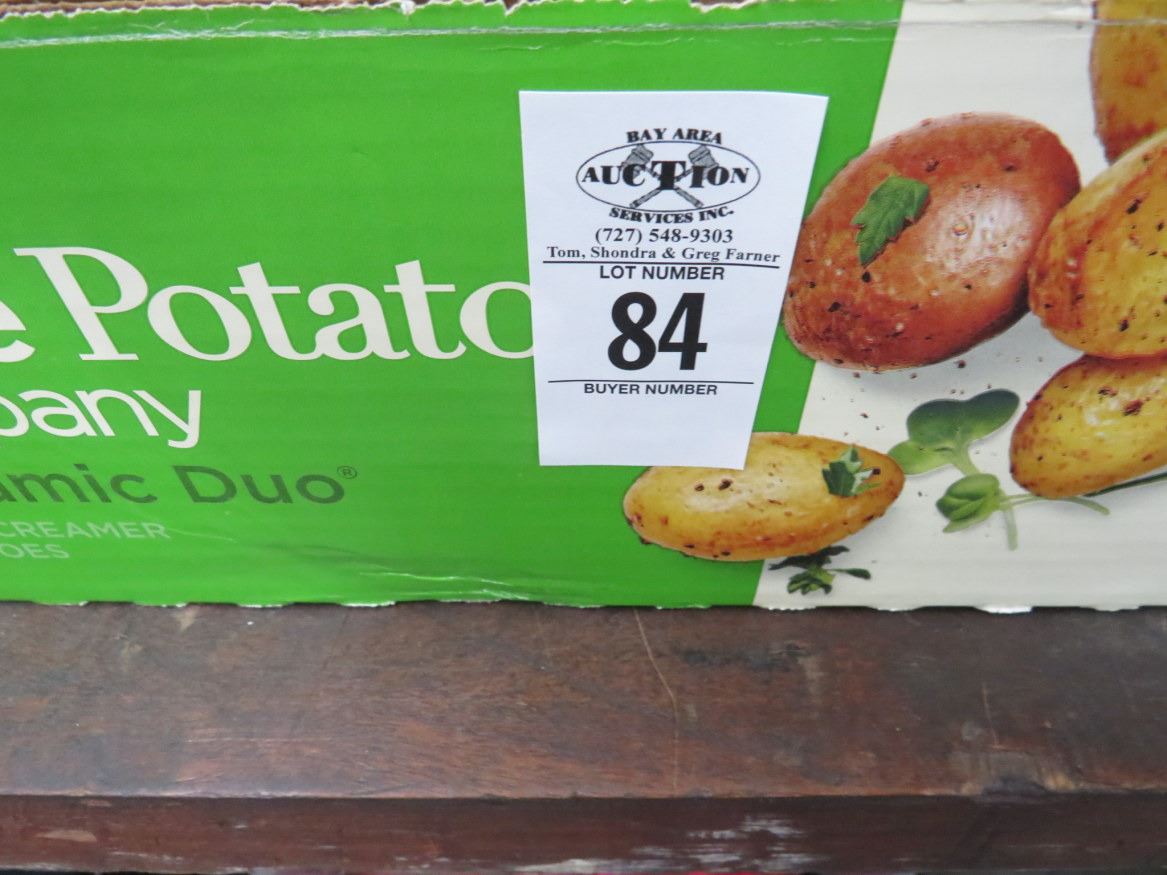 e Potato
pany
amic Duo®
CREAMER
OES
BAY AREA
AUCTION
SERVICES INC.
(727) 548-9303
Tom, Shondra & Greg Farner
LOT NUMBER
84
BUYER NUMBER